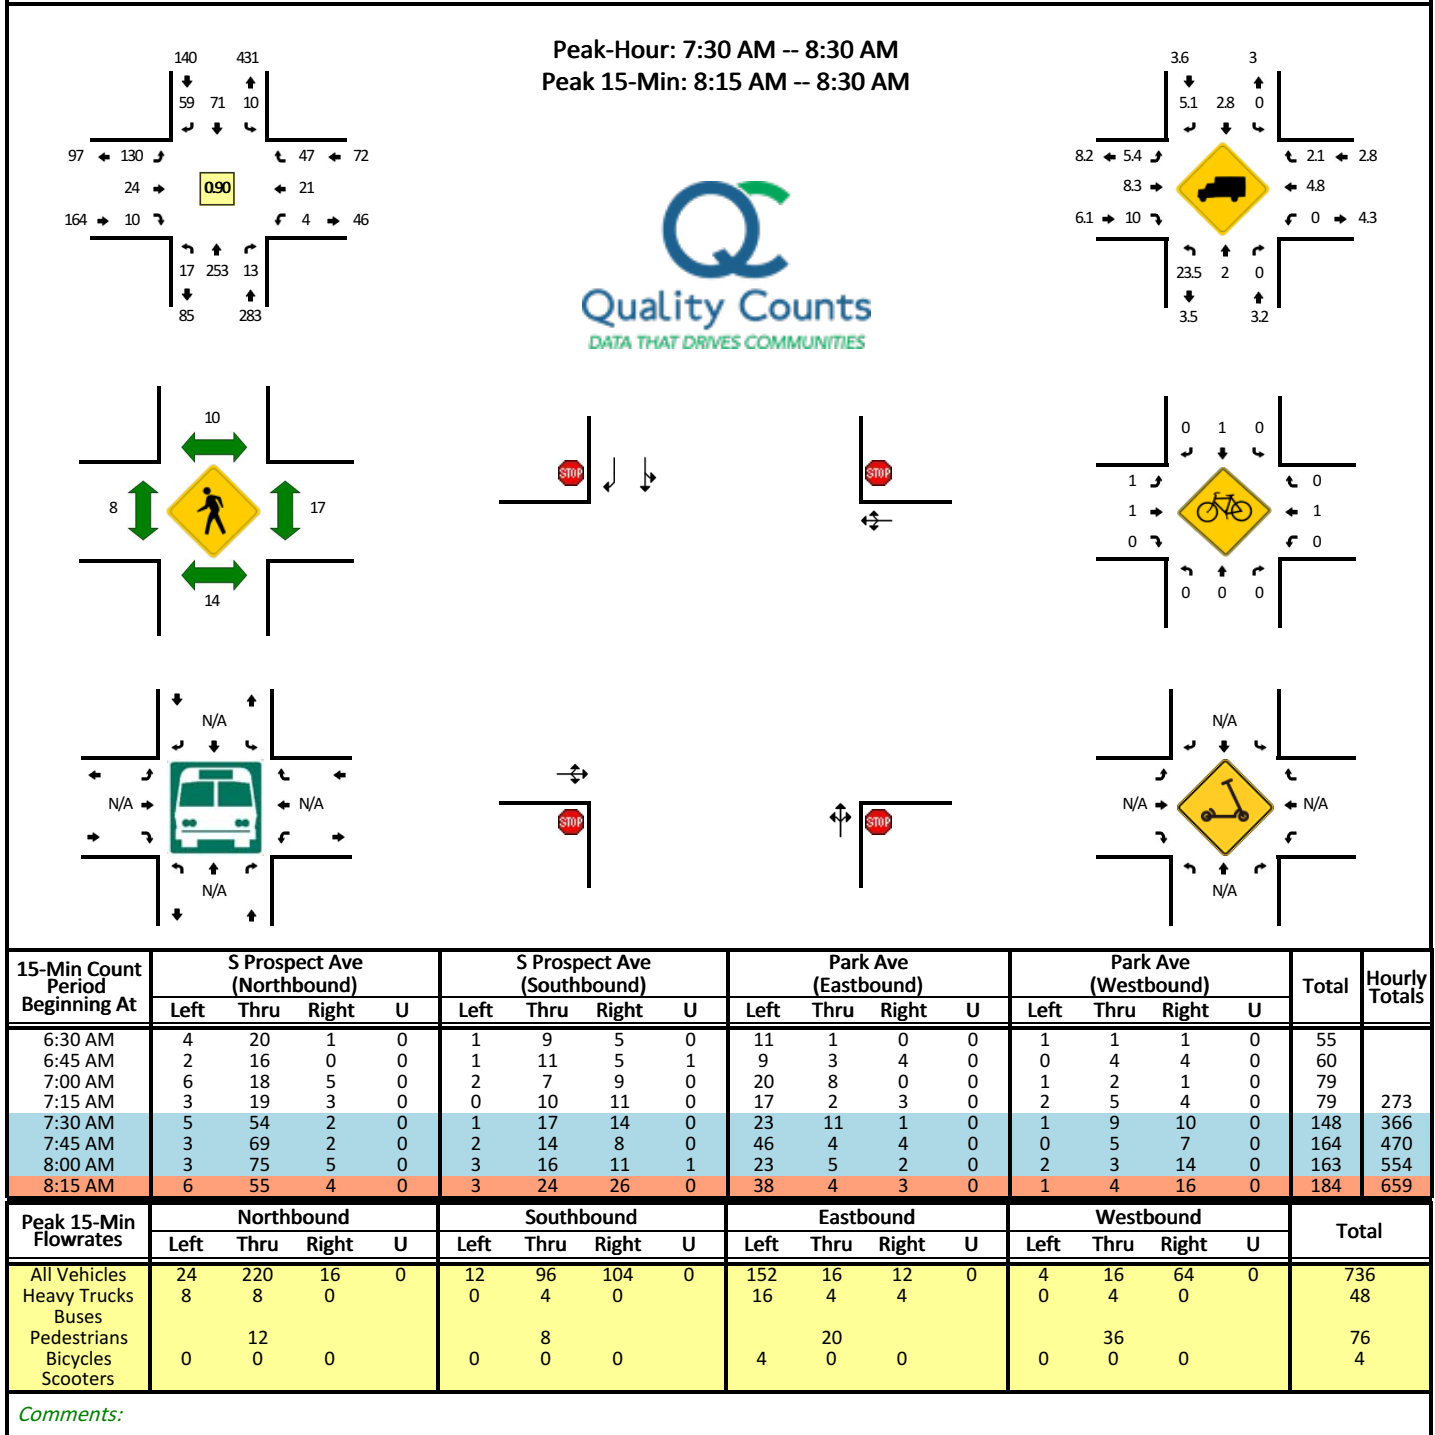 Peak-Hour: 7:30 AM -- 8:30 AM
Peak 15-Min: 8:15 AM -- 8:30 AM
140 431
59 71 10
97 130 47 72
24 0.90 21
164 10 4 46
17 253 13
85 283
Quality Counts
DATA THAT DRIVES COMMUNITIES
3.6 3
5.1 2.8 0
8.2 5.4 2.1 2.8
8.3 4.8
6.1 10 0 4.3
23.5 2 0
3.5 3.2
10
8 17
14
STOP STOP
0 1 0
1 0
1 1
0 0
0 0 0
N/A
N/A N/A
N/A
STOP STOP
N/A
N/A N/A
N/A
15-Min Count Period Beginning At S Prospect Ave (Northbound) S Prospect Ave (Southbound) Park Ave (Eastbound) Park Ave (Westbound) Total Hourly Totals
Left Thru Right U Left Thru Right U Left Thru Right U Left Thru Right U
6:30 AM 4 20 1 0 1 9 5 0 11 1 0 0 1 1 1 0 55
6:45 AM 2 16 0 0 1 11 5 1 9 3 4 0 0 4 4 0 60
7:00 AM 6 18 5 0 2 7 9 0 20 8 0 0 1 2 1 0 79
7:15 AM 3 19 3 0 0 10 11 0 17 2 3 0 2 5 4 0 79 273
7:30 AM 5 54 2 0 1 17 14 0 23 11 1 0 1 9 10 0 148 366
7:45 AM 3 69 2 0 2 14 8 0 46 4 4 0 0 5 7 0 164 470
8:00 AM 3 75 5 0 3 16 11 1 23 5 2 0 2 3 14 0 163 554
8:15 AM 6 55 4 0 3 24 26 0 38 4 3 0 1 4 16 0 184 659
Peak 15-Min Flowrates Northbound Southbound Eastbound Westbound Total
Left Thru Right U Left Thru Right U Left Thru Right U Left Thru Right U
All Vehicles 24 220 16 0 12 96 104 0 152 16 12 0 4 16 64 0 736
Heavy Trucks 8 8 0 0 4 0 16 4 4 0 4 0 48
Buses
Pedestrians 12 8 20 36 76
Bicycles 0 0 0 0 0 0 4 0 0 0 0 0 4
Scooters
Comments: